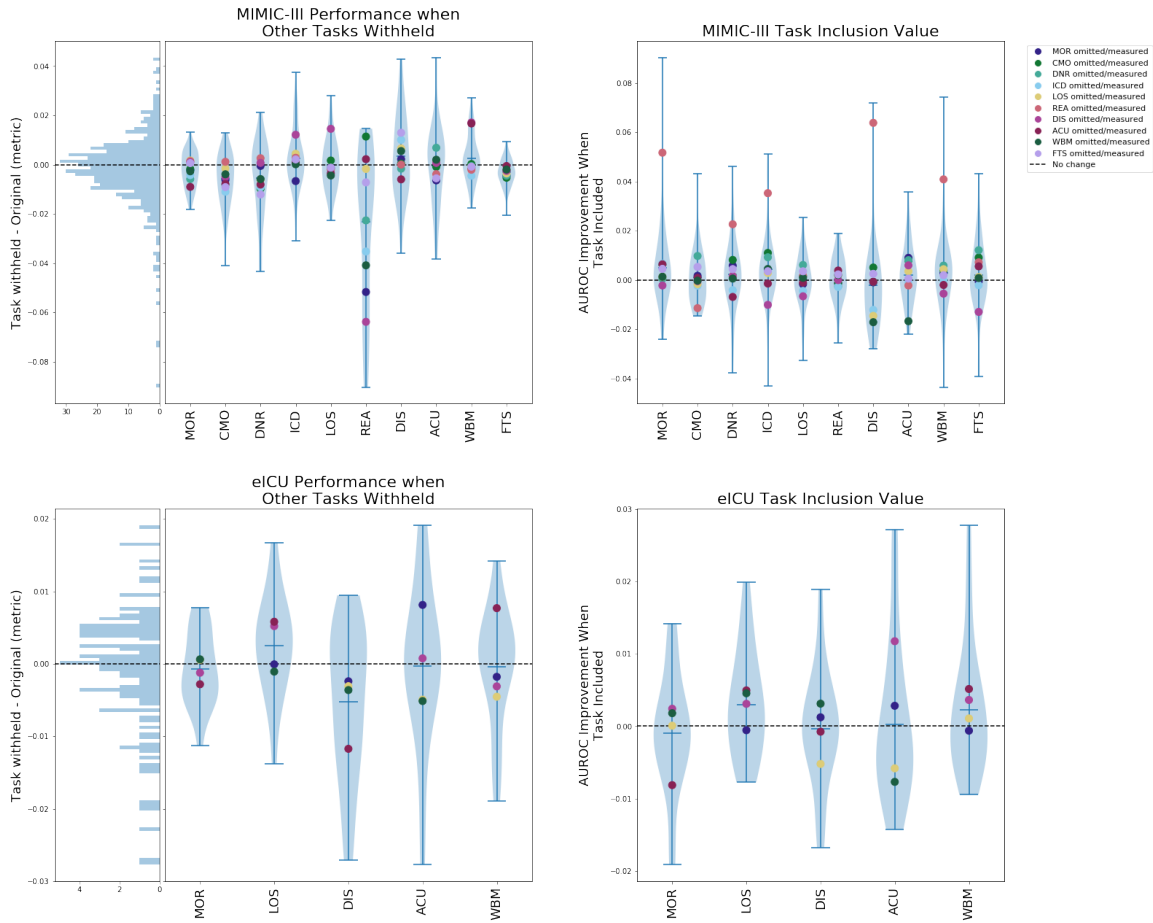 MIMIC-III Performance when
Other Tasks Withheld
Task withheld - Original (metric)
0.04
0.02
0.00
−0.02
−0.04
−0.06
−0.08
30 20 10 0
MOR CMO DNR ICD LOS REA DIS ACU WBM FTS
MIMIC-III Task Inclusion Value
AUROC Improvement When
Task Included
0.08
0.06
0.04
0.02
0.00
−0.02
−0.04
MOR CMO DNR ICD LOS REA DIS ACU WBM FTS
MOR omitted/measured
CMO omitted/measured
DNR omitted/measured
ICD omitted/measured
LOS omitted/measured
REA omitted/measured
DIS omitted/measured
ACU omitted/measured
WBM omitted/measured
FTS omitted/measured
No change
eICU Performance when
Other Tasks Withheld
Task withheld - Original (metric)
0.02
0.01
0.00
−0.01
−0.02
−0.03
4 2 0
MOR LOS DIS ACU WBM
eICU Task Inclusion Value
AUROC Improvement When
Task Included
0.03
0.02
0.01
0.00
−0.01
−0.02
MOR LOS DIS ACU WBM